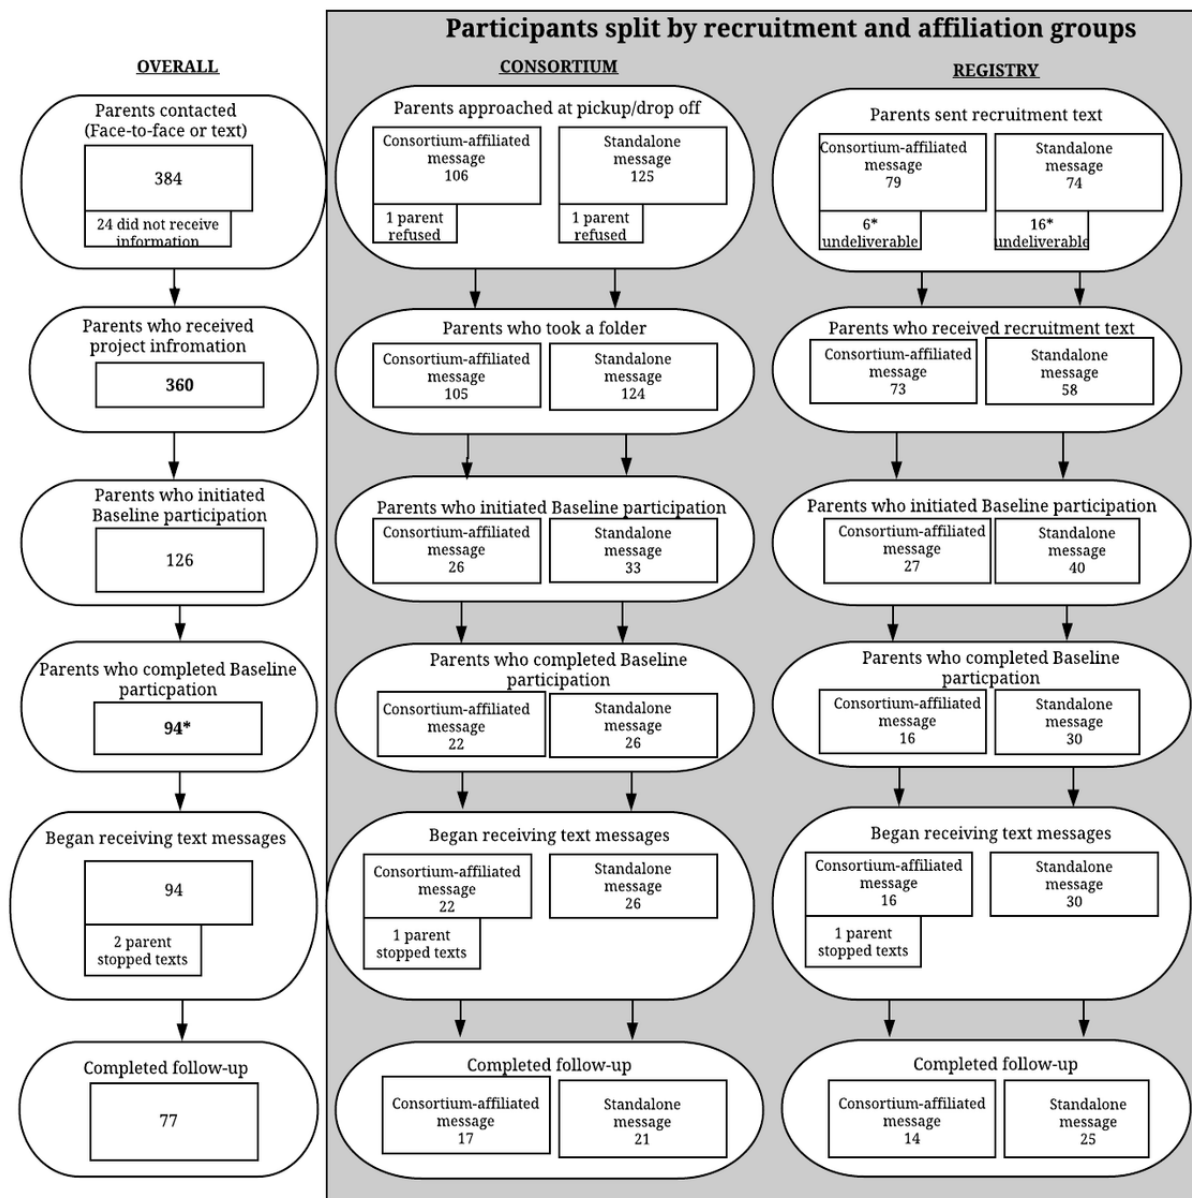 Participants split by recruitment and affiliation groups
OVERALL
Parents contacted
(Face-to-face or text)
384
24 did not receive
information
Parents who received
project infromation
360
Parents who initiated
Baseline participation
126
Parents who completed Baseline
particpation
94*
Began receiving text messages
94
2 parent
stopped texts
Completed follow-up
77
CONSORTIUM
Parents approached at pickup/drop off
Consortium-affiliated
message
106
1 parent
refused
Standalone
message
125
1 parent
refused
Parents who took a folder
Consortium-affiliated
message
105
Standalone
message
124
Parents who initiated Baseline participation
Consortium-affiliated
message
26
Standalone
message
33
Parents who completed Baseline
participation
Consortium-affiliated
message
22
Standalone
message
26
Began receiving text messages
Consortium-affiliated
message
22
1 parent
stopped texts
Standalone
message
26
Completed follow-up
Consortium-affiliated
message
17
Standalone
message
21
REGISTRY
Parents sent recruitment text
Consortium-affiliated
message
79
6*
undeliverable
Standalone
message
74
16*
undeliverable
Parents who received recruitment text
Consortium-affiliated
message
73
Standalone
message
58
Parents who initiated Baseline participation
Consortium-affiliated
message
27
Standalone
message
40
Parents who completed Baseline
particpation
Consortium-affiliated
message
16
Standalone
message
30
Began receiving text messages
Consortium-affiliated
message
16
1 parent
stopped texts
Standalone
message
30
Completed follow-up
Consortium-affiliated
message
14
Standalone
message
25